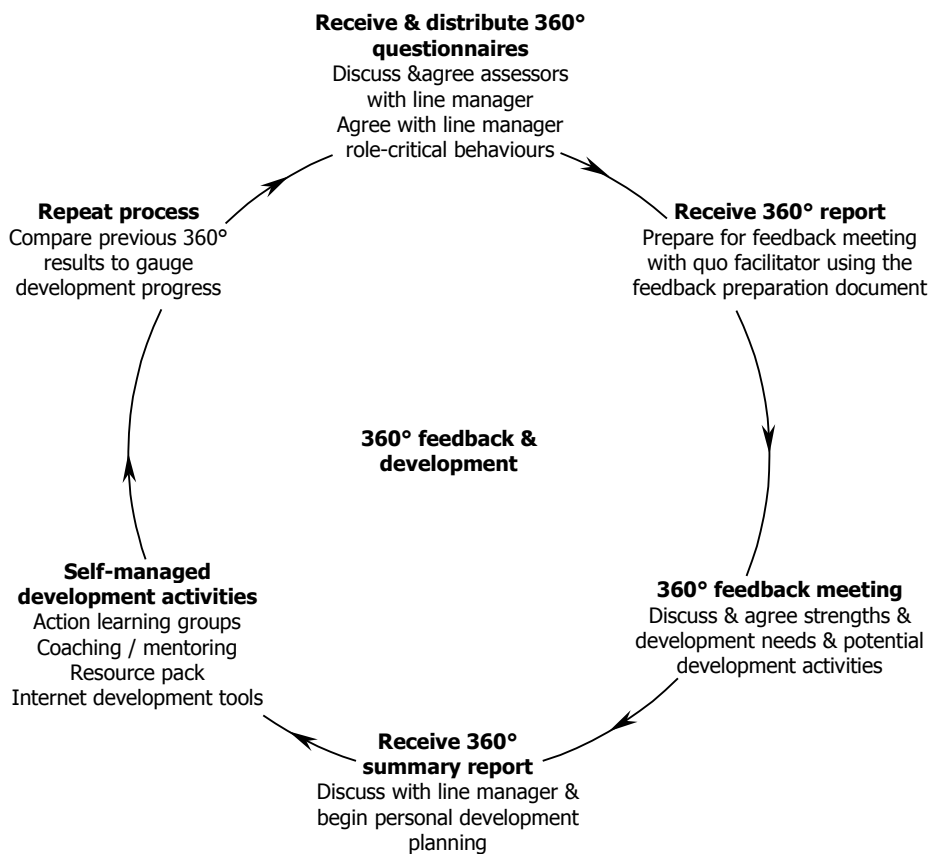 Receive & distribute 360°
questionnaires
Discuss &agree assessors
with line manager
Agree with line manager
role-critical behaviours
Receive 360° report
Prepare for feedback meeting
with quo facilitator using the
feedback preparation document
360° feedback meeting
Discuss & agree strengths &
development needs & potential
development activities
Receive 360°
summary report
Discuss with line manager &
begin personal development
planning
Self-managed
development activities
Action learning groups
Coaching / mentoring
Resource pack
Internet development tools
Repeat process
Compare previous 360°
results to gauge
development progress
360° feedback &
development